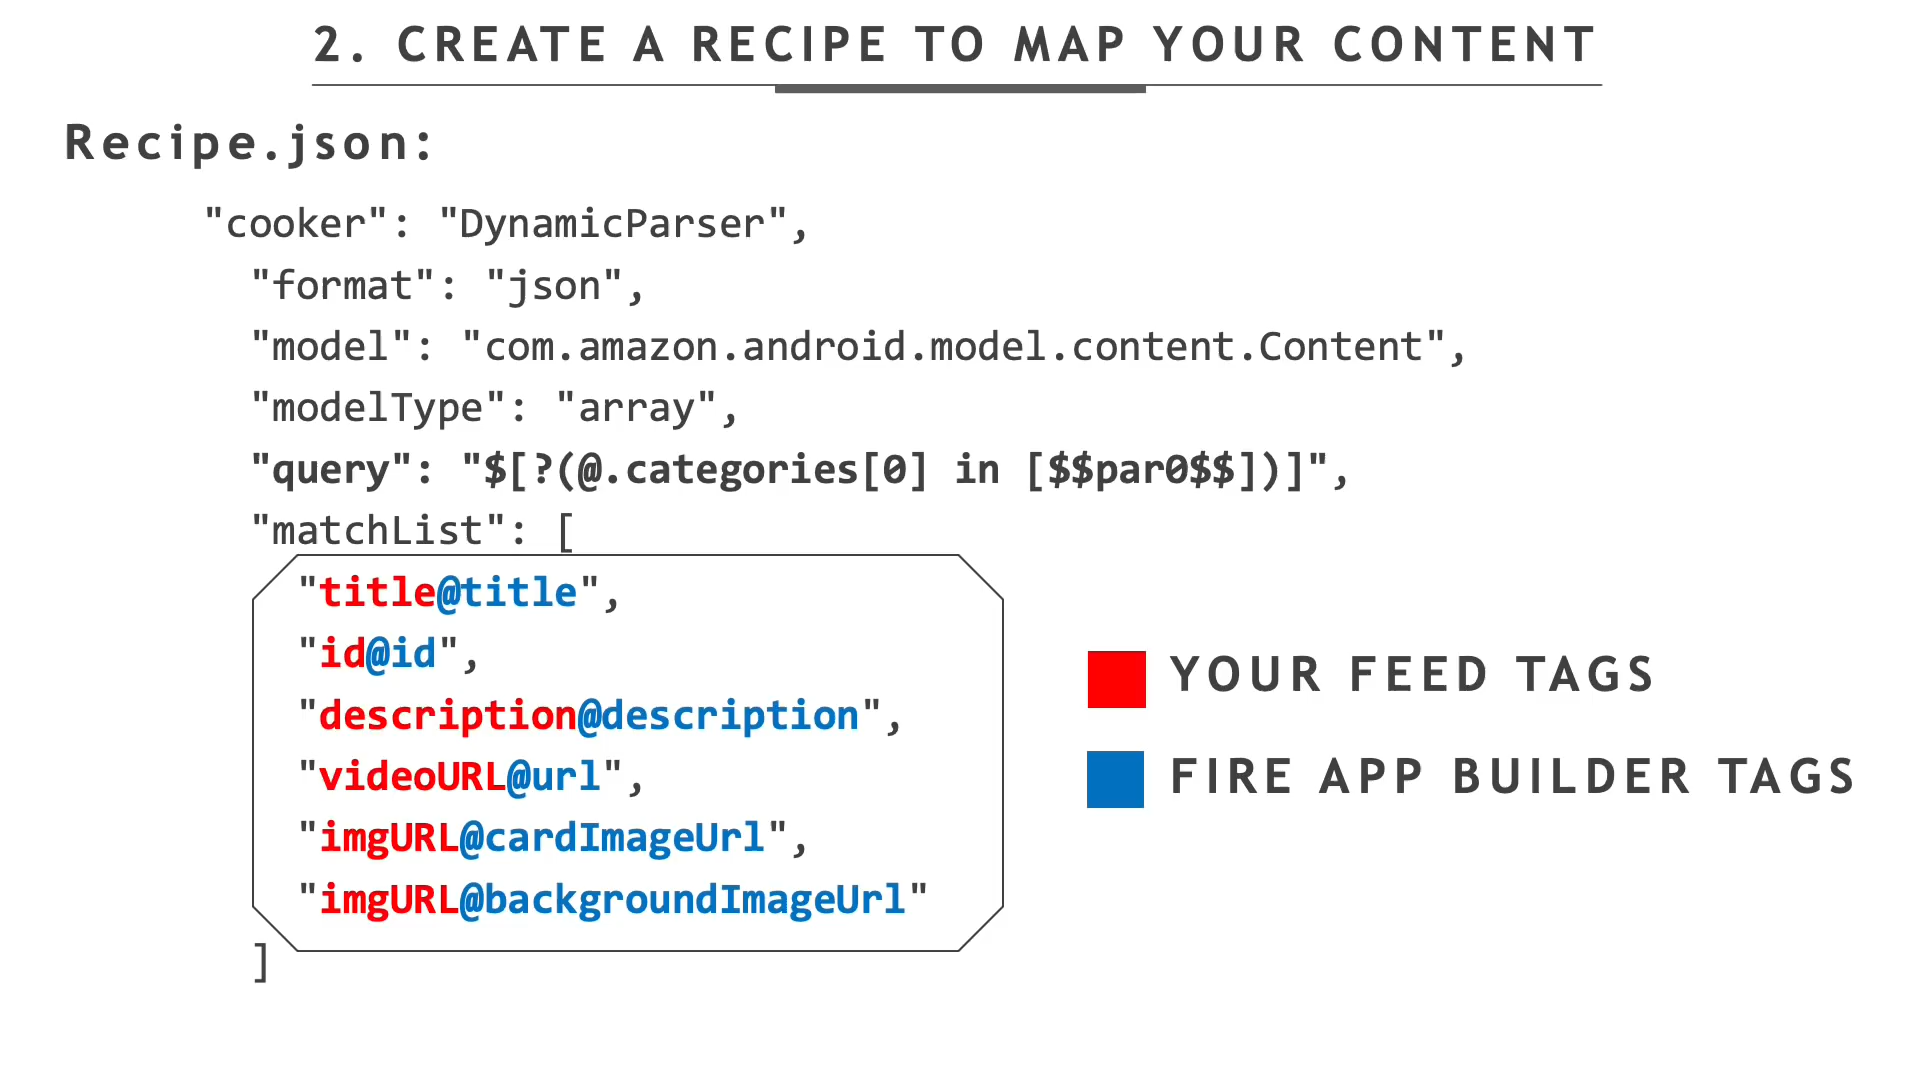 2. CREATE A RECIPE TO MAP YOUR CONTENT
Recipe.json:
"cooker": "DynamicParser",
"format": "json",
"model": "com.amazon.android.model.content.Content",
"modelType": "array",
"query": "$[?(@.categories[0] in [$$par0$$])]",
"matchList": [
"title@title",
"id@id",
"description@description",
"videoURL@url",
"imgURL@cardImageUrl",
"imgURL@backgroundImageUrl"
]
YOUR FEED TAGS
FIRE APP BUILDER TAGS